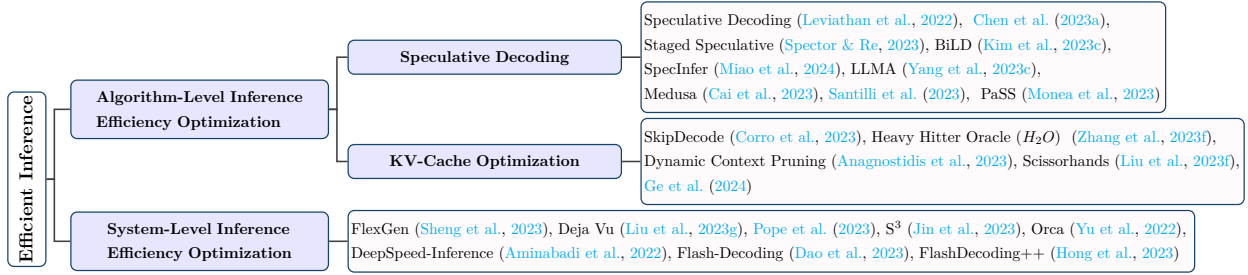 Efficient Inference
Algorithm-Level Inference
Efficiency Optimization
Speculative Decoding
Speculative Decoding (Leviathan et al., 2022), Chen et al. (2023a),
Staged Speculative (Spector & Re, 2023), BiLD (Kim et al., 2023c),
SpecInfer (Miao et al., 2024), LLMA (Yang et al., 2023c),
Medusa (Cai et al., 2023), Santilli et al. (2023), PaSS (Monea et al., 2023)
KV-Cache Optimization
SkipDecode (Corro et al., 2023), Heavy Hitter Oracle (H2O) (Zhang et al., 2023f),
Dynamic Context Pruning (Anagnostidis et al., 2023), Scissorhands (Liu et al., 2023f),
Ge et al. (2024)
System-Level Inference
Efficiency Optimization
FlexGen (Sheng et al., 2023), Deja Vu (Liu et al., 2023g), Pope et al. (2023), S³ (Jin et al., 2023), Orca (Yu et al., 2022),
DeepSpeed-Inference (Aminabadi et al., 2022), Flash-Decoding (Dao et al., 2023), FlashDecoding++ (Hong et al., 2023)